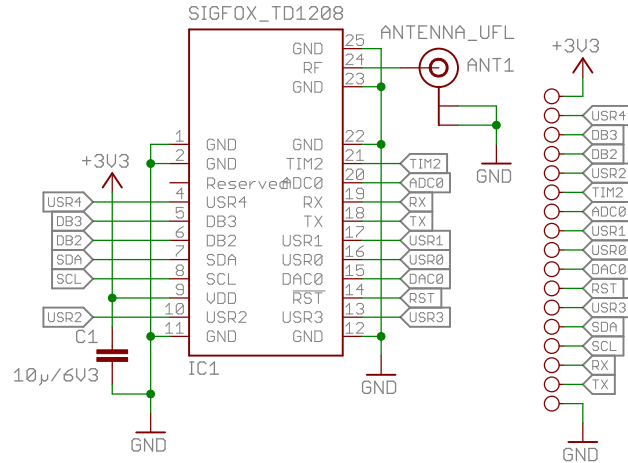 SIGFOX_TD1208
ANTENNA_UFL
ANT1
GND
+3V3
25 GND
24 RF
23 GND
1 GND
2 GND
Reserved
4 USR4
5 DB3
6 DB2
7 SDA
8 SCL
9 VDD
10 USR2
11 GND
22 GND
21 TIM2
20 ADC0
19 RX
18 TX
17 USR1
16 USR0
15 DAC0
14 RST
13 USR3
12 GND
IC1
+3V3
USR4
DB3
DB2
SDA
SCL
USR2
C1
10µ/6V3
GND
TIM2
ADC0
RX
TX
USR1
USR0
DAC0
RST
USR3
GND
USR4
DB3
DB2
USR2
TIM2
ADC0
USR1
USR0
DAC0
RST
USR3
SDA
SCL
RX
TX
GND